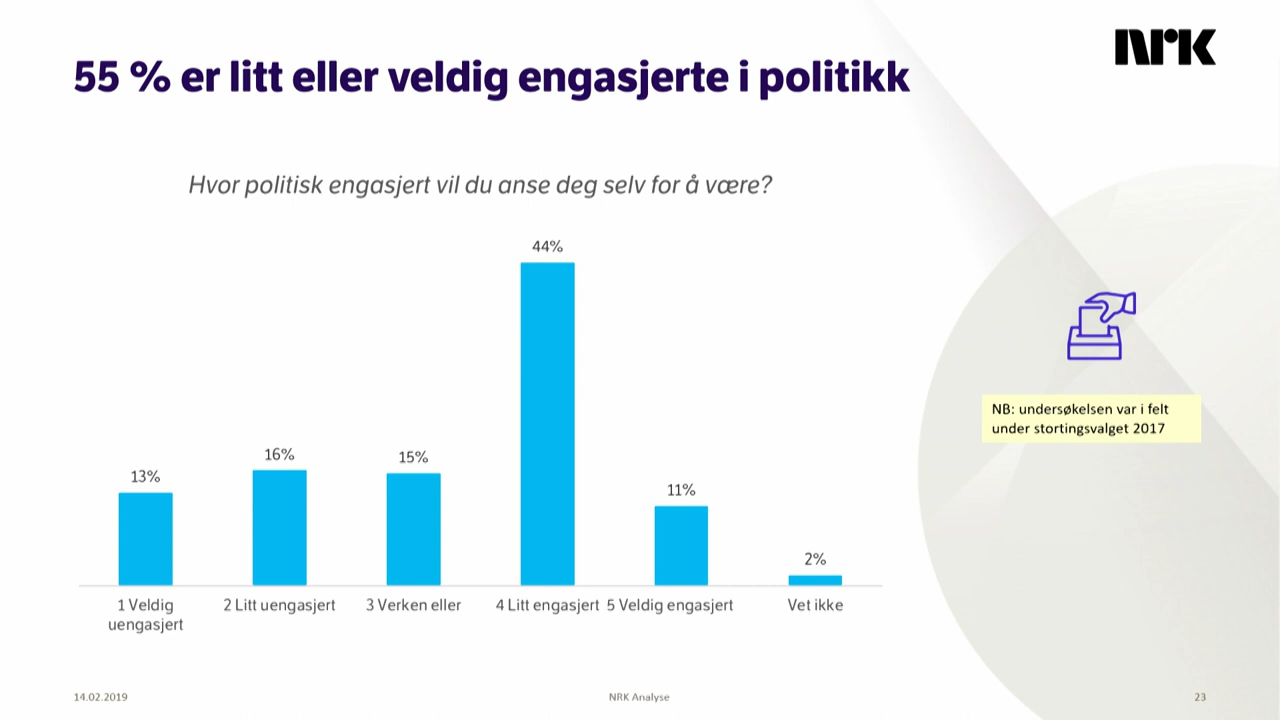 NRK
55 % er litt eller veldig engasjerte i politikk
Hvor politisk engasjert vil du anse deg selv for å være?
44%
16%
15%
13%
11%
2%
1 Veldig
uengasjert
2 Litt uengasjert
3 Verken eller
4 Litt engasjert
5 Veldig engasjert
Vet ikke
NB: undersøkelsen var i felt
under stortingsvalget 2017
14.02.2019
NRK Analyse
23